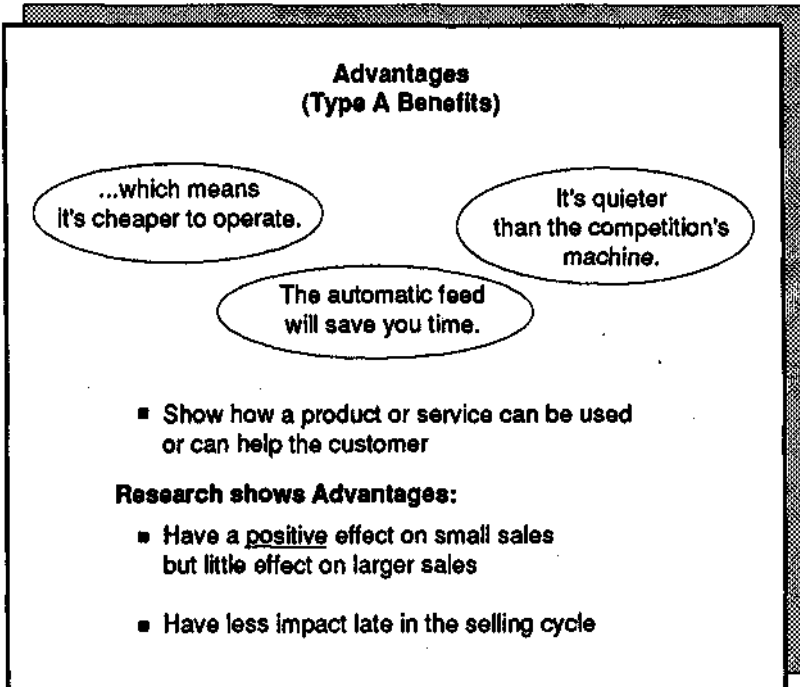 Advantages
(Type A Benefits)
...which means
it's cheaper to operate.
It's quieter
than the competition's
machine.
The automatic feed
will save you time.
■ Show how a product or service can be used
or can help the customer
Research shows Advantages:
■ Have a positive effect on small sales
but little effect on larger sales
■ Have less impact late in the selling cycle